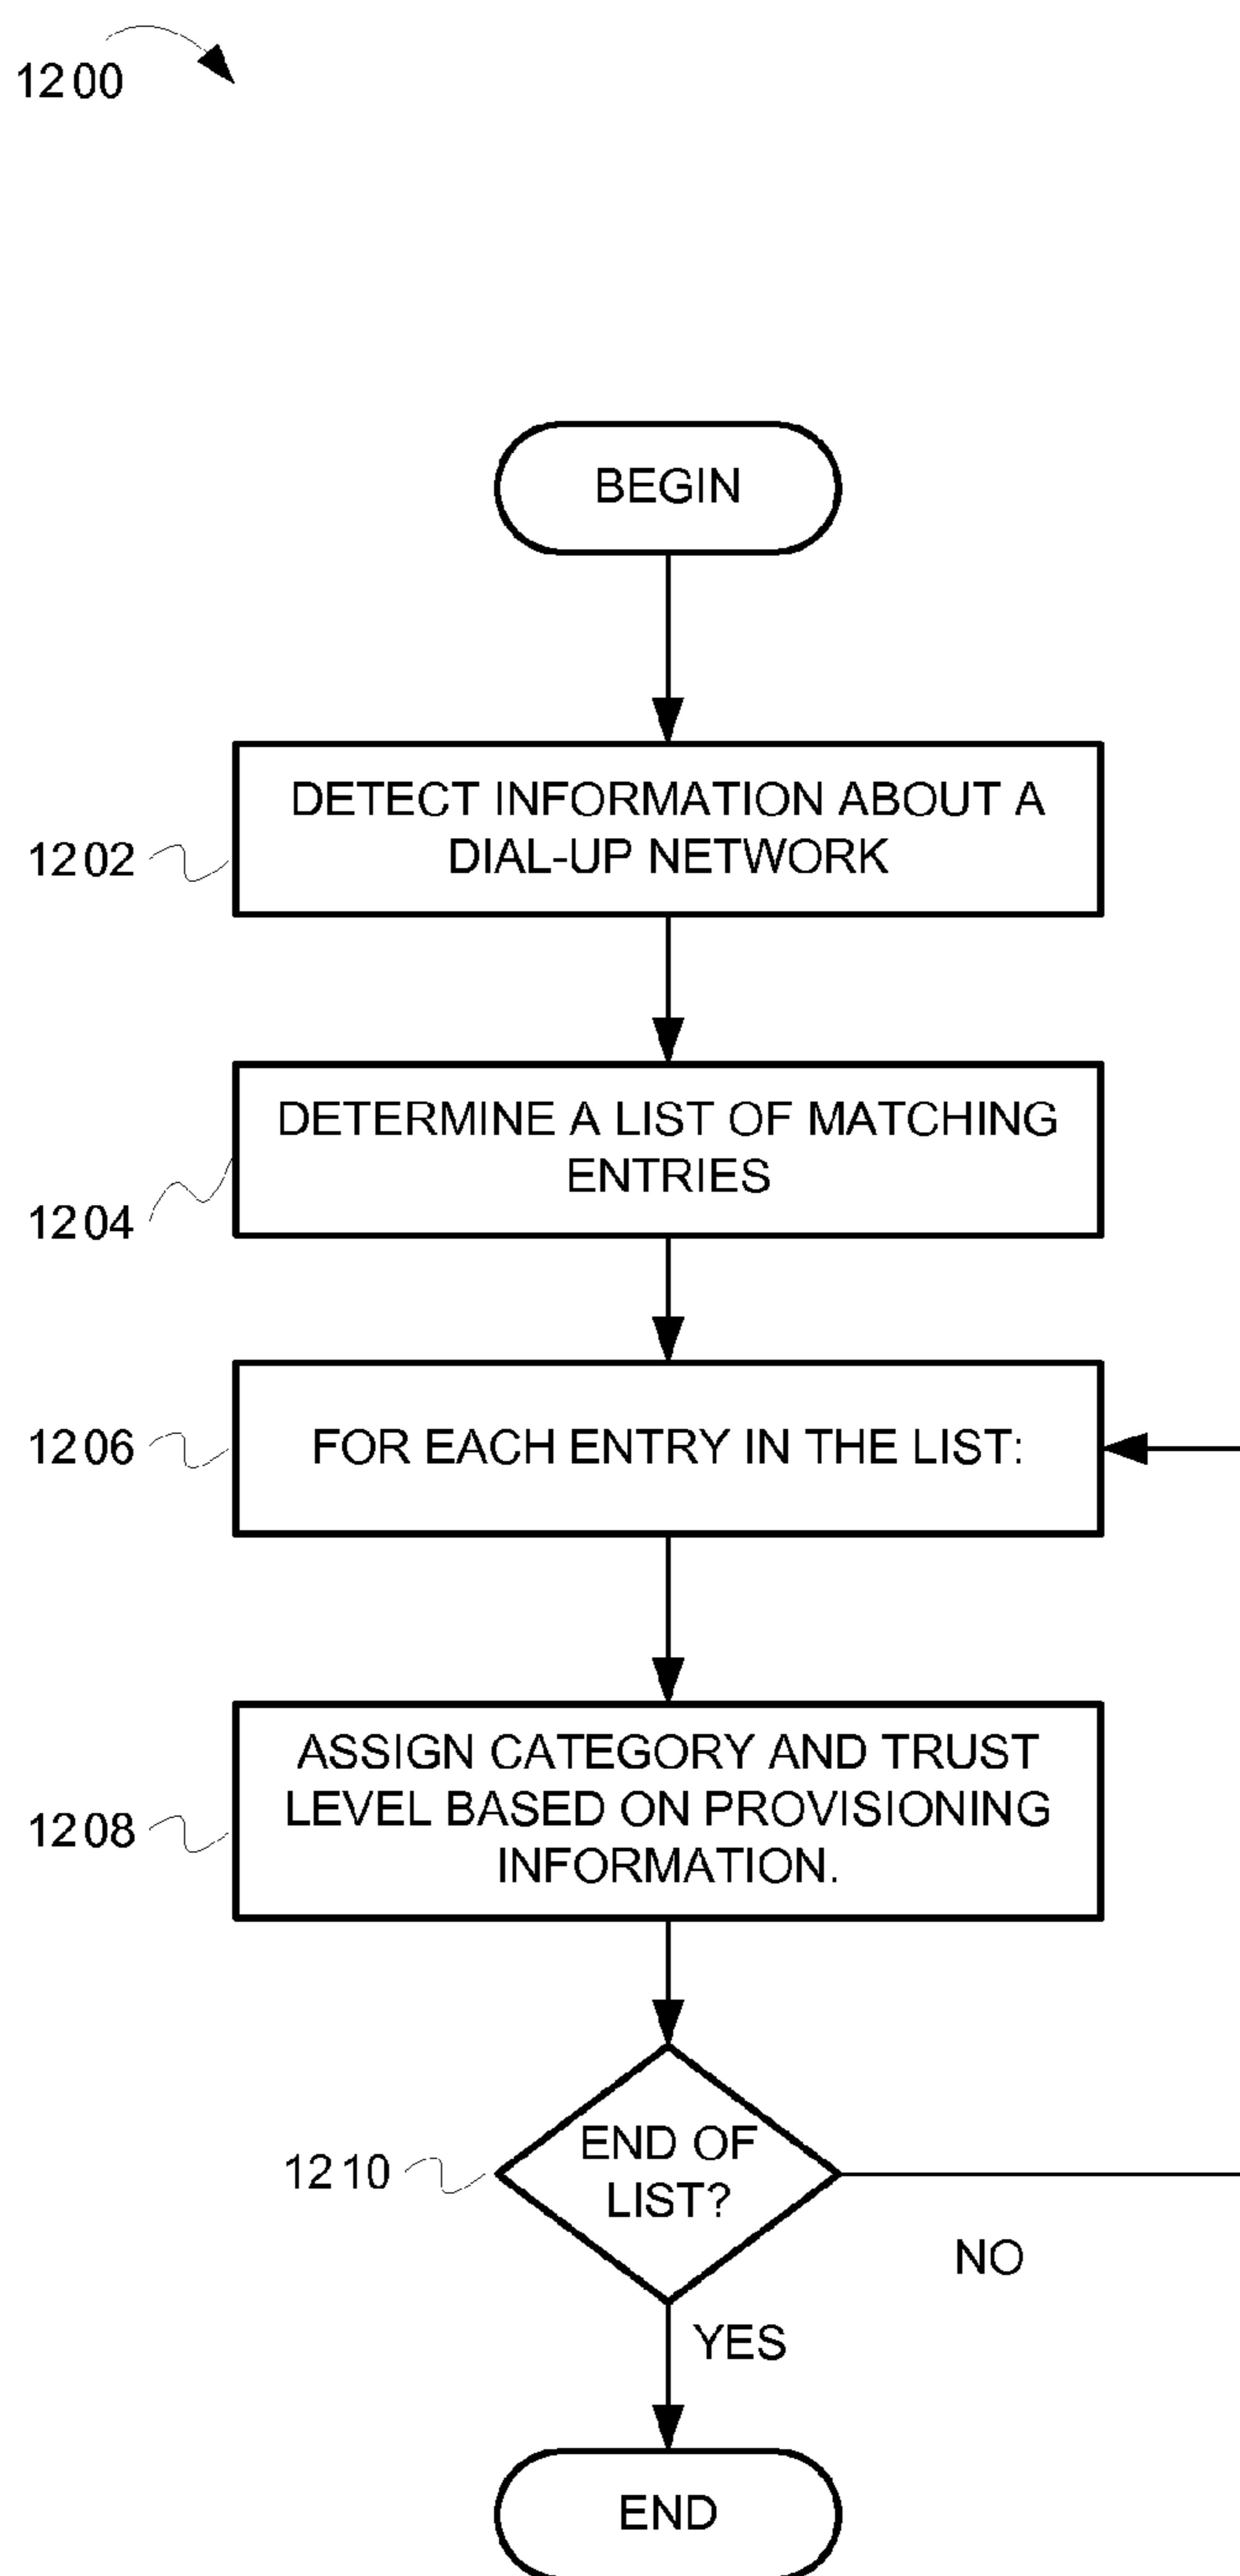 1200
BEGIN
DETECT INFORMATION ABOUT A
DIAL-UP NETWORK
1202
DETERMINE A LIST OF MATCHING
ENTRIES
1204
1206
FOR EACH ENTRY IN THE LIST:
ASSIGN CATEGORY AND TRUST
LEVEL BASED ON PROVISIONING
INFORMATION.
1208
END OF
LIST?
1210
NO
YES
END